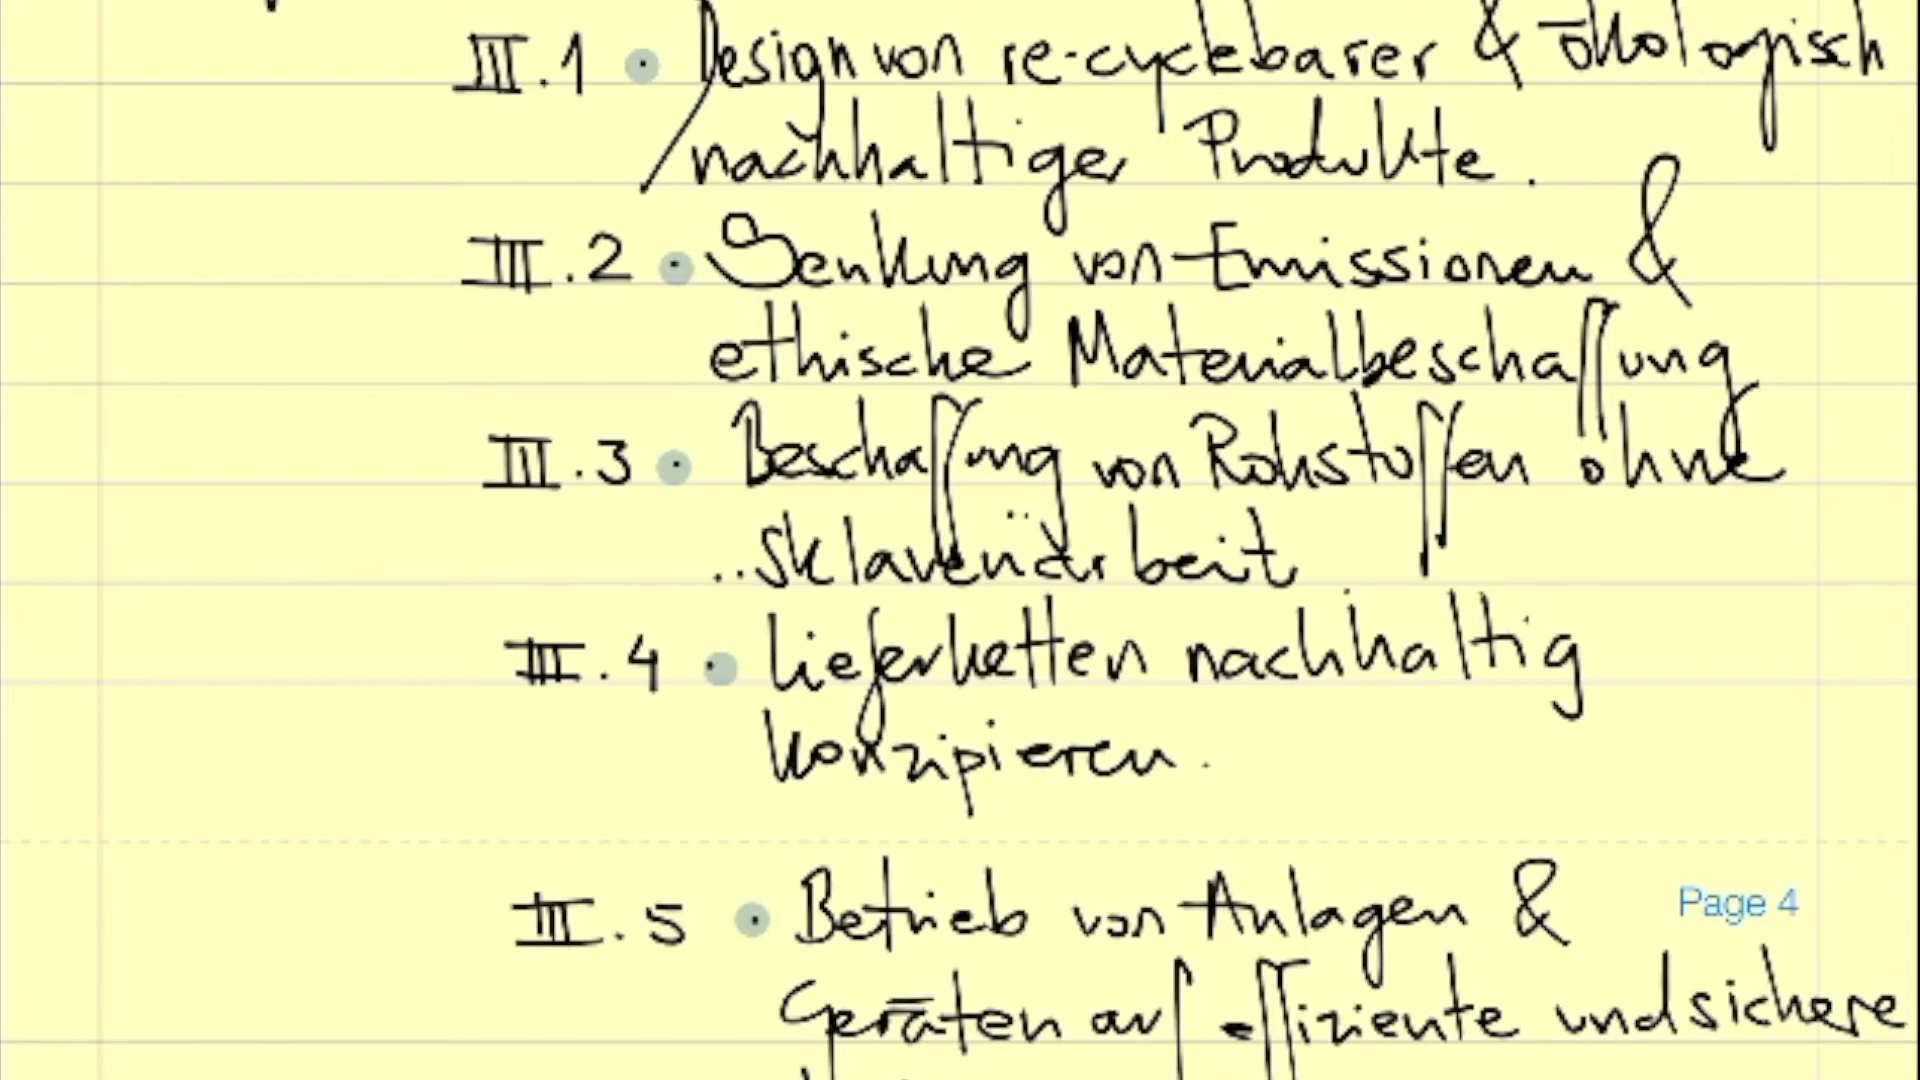 III.1 • Design von re-cyclebarer & ökologisch
nachhaltiger Produkte.
III.2 • Senkung von Emissionen &
ethische Materialbeschaffung
III.3 • Beschaffung von Rohstoffen ohne
..Sklavenarbeit
III.4 • Lieferketten nachhaltig
konzipieren.
III.5 • Betrieb von Anlagen &
Page 4
Geräten auf effiziente und sichere